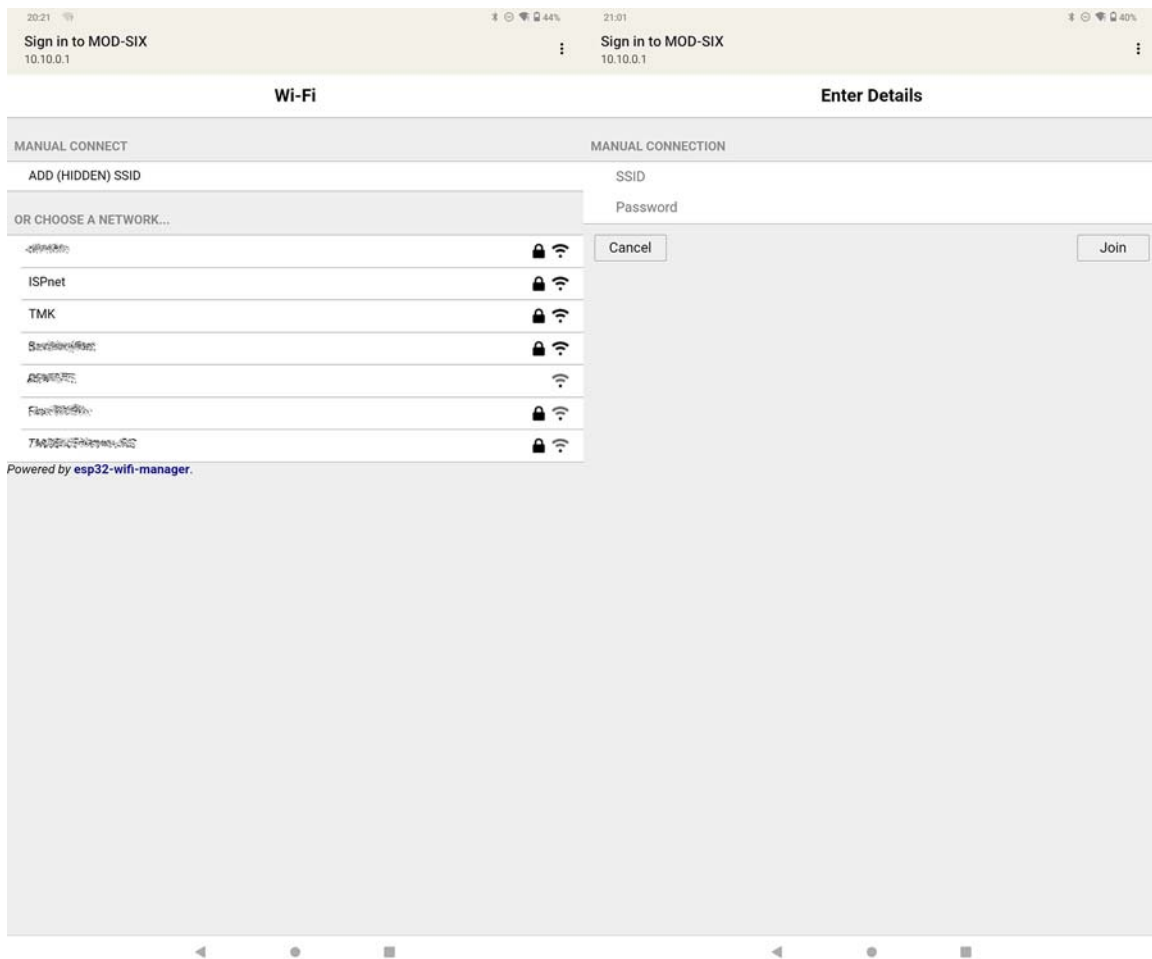 20:21
44%
Sign in to MOD-SIX
10.10.0.1
Wi-Fi
MANUAL CONNECT
ADD (HIDDEN) SSID
OR CHOOSE A NETWORK...
ISPnet
TMK
Powered by esp32-wifi-manager.
21:01
40%
Sign in to MOD-SIX
10.10.0.1
Enter Details
MANUAL CONNECTION
SSID
Password
Cancel
Join